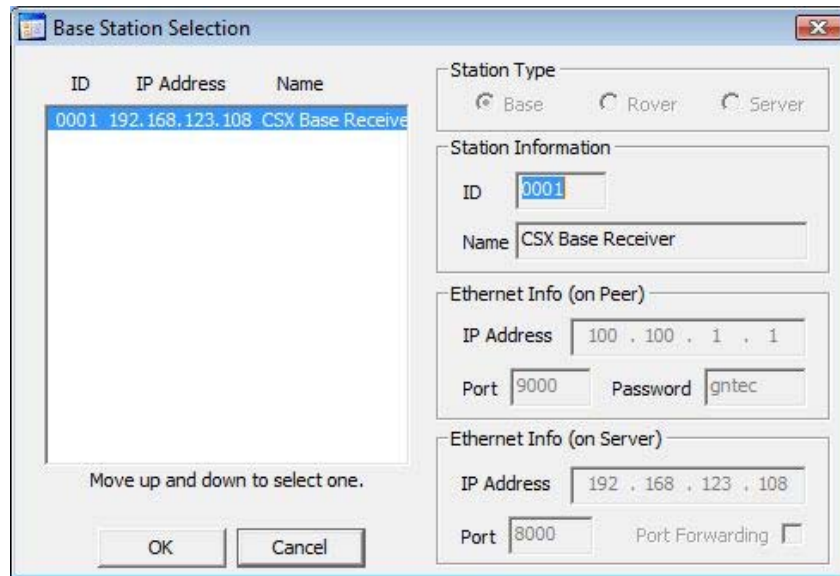 Base Station Selection
ID IP Address Name
0001 192.168.123.108 CSX Base Receive
Move up and down to select one.
OK Cancel
Station Type
Base Rover Server
Station Information
ID 0001
Name CSX Base Receiver
Ethernet Info (on Peer)
IP Address 100 . 100 . 1 . 1
Port 9000 Password gntec
Ethernet Info (on Server)
IP Address 192 . 168 . 123 . 108
Port 8000 Port Forwarding